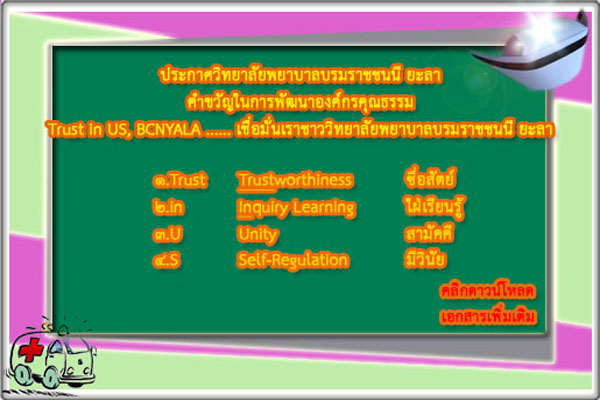 ประกาศวิทยาลัยพยาบาลบรมราชชนนี ยะลา
คำขวัญในการพัฒนาองค์กรคุณธรรม
Trust in US, BCNYALA ...... เชื่อมั่นเราชาววิทยาลัยพยาบาลบรมราชชนนี ยะลา
๑.Trust Trustworthiness ซื่อสัตย์
๒.in Inquiry Learning ใฝ่เรียนรู้
๓.U Unity สามัคคี
๔.S Self-Regulation มีวินัย
คลิกดาวน์โหลด
เอกสารเพิ่มเติม